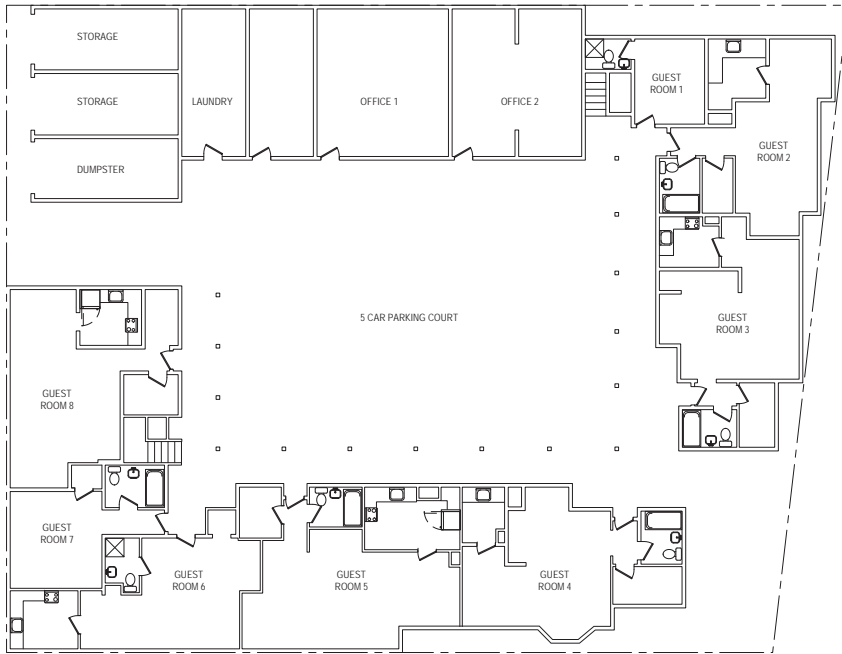 STORAGE
STORAGE
DUMPSTER
LAUNDRY
OFFICE 1
OFFICE 2
GUEST
ROOM 1
GUEST
ROOM 2
GUEST
ROOM 3
5 CAR PARKING COURT
GUEST
ROOM 8
GUEST
ROOM 7
GUEST
ROOM 6
GUEST
ROOM 5
GUEST
ROOM 4